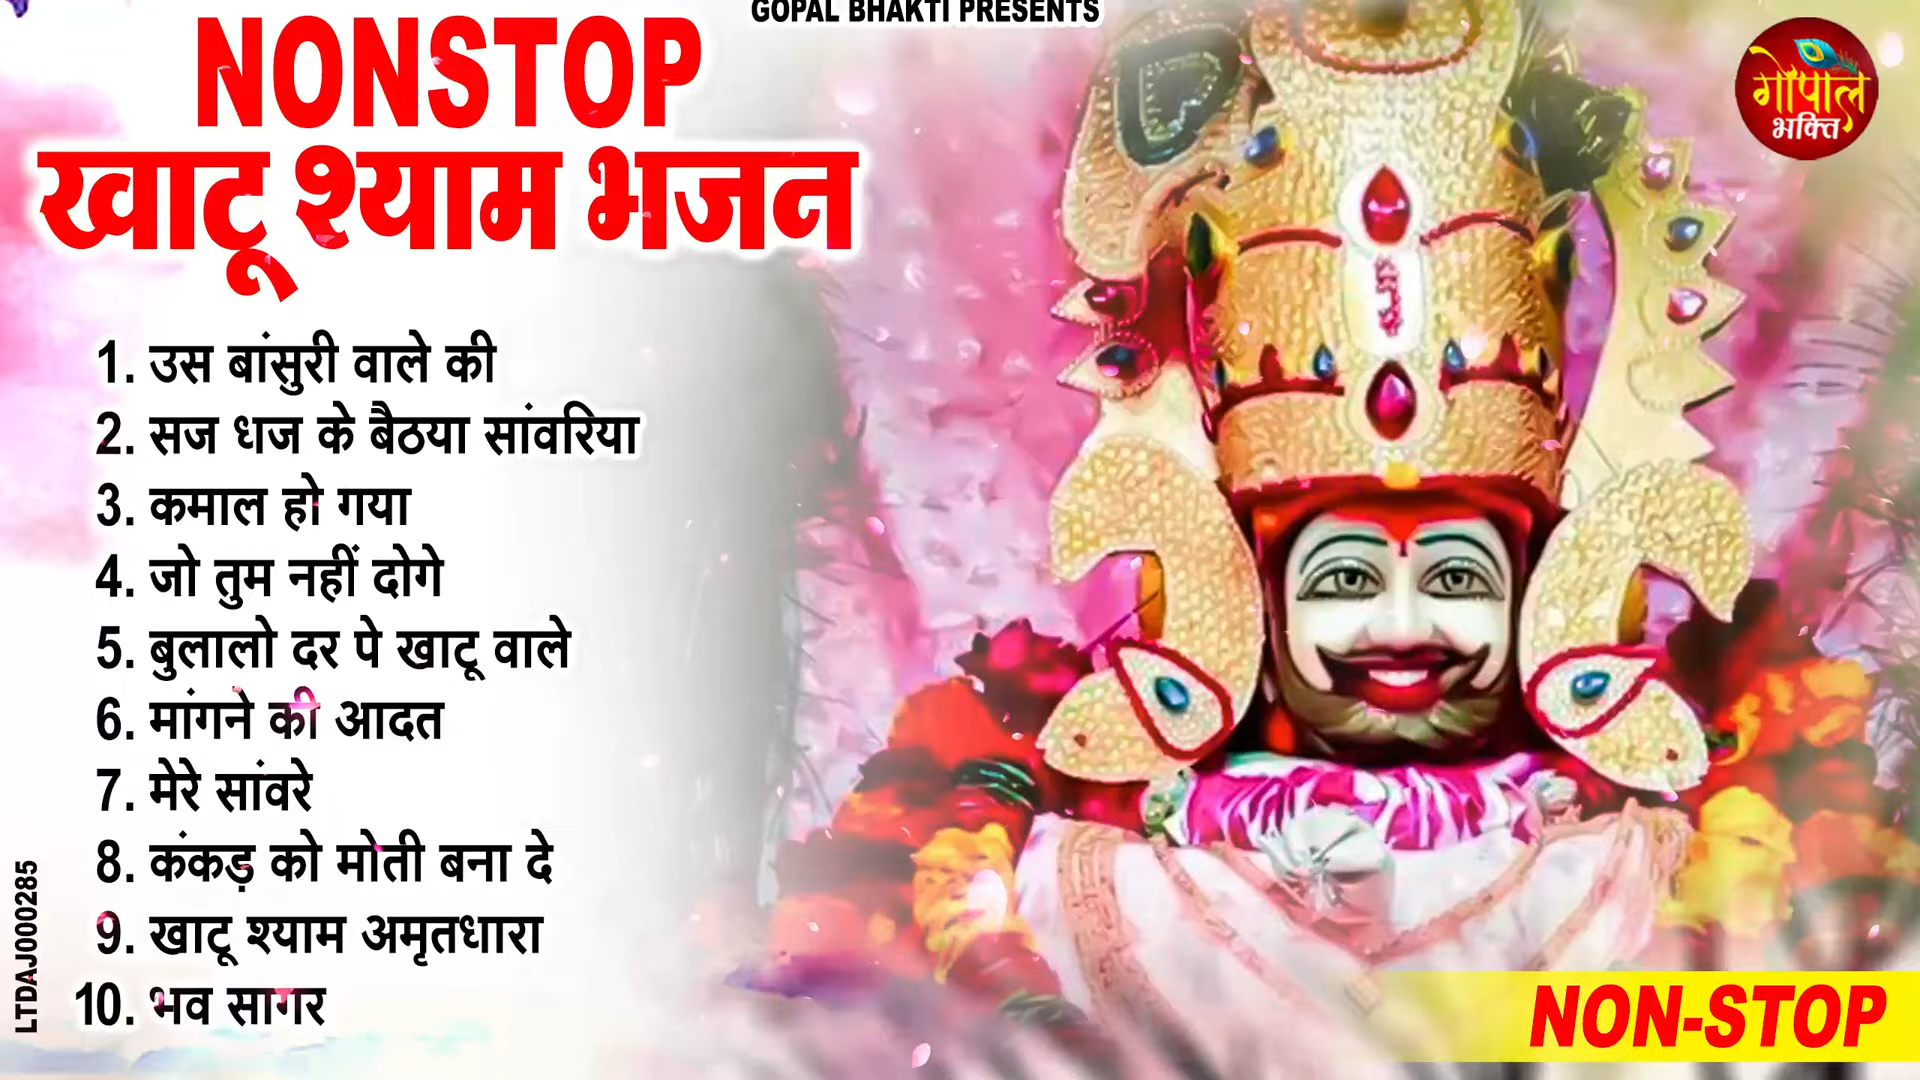 GOPAL BHAKTI PRESENTS
NONSTOP
खाटू श्याम भजन
गोपाल
भक्ति
1. उस बांसुरी वाले की
2. सज धज के बैठया सांवरिया
3. कमाल हो गया
4. जो तुम नहीं दोगे
5. बुलालो दर पे खाटू वाले
6. मांगने की आदत
7. मेरे सांवरे
8. कंकड़ को मोती बना दे
9. खाटू श्याम अमृतधारा
10. भव सागर
LTDAJ000285
NON-STOP